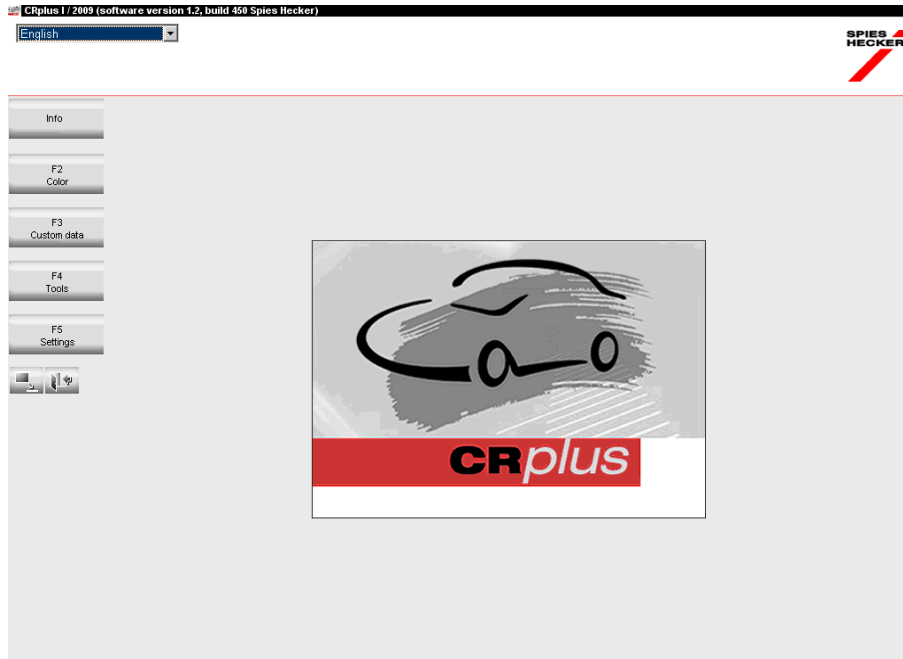 CRplus I / 2009 (software version 1.2, build 450 Spies Hecker)
English
SPIES
HECKER
Info
F2
Color
F3
Custom data
F4
Tools
F5
Settings
CRplus